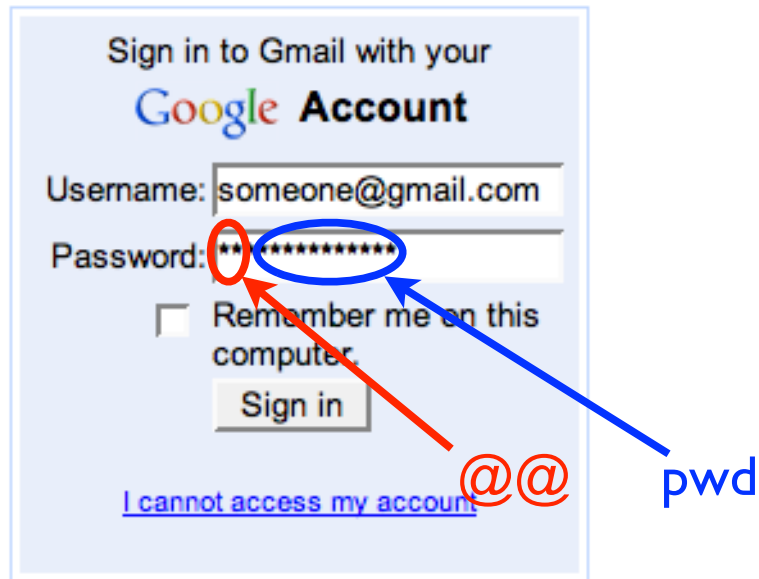 Sign in to Gmail with your
Google Account
Username: someone@gmail.com
Password: **************
Remember me on this
computer.
Sign in
@@ pwd
I cannot access my account